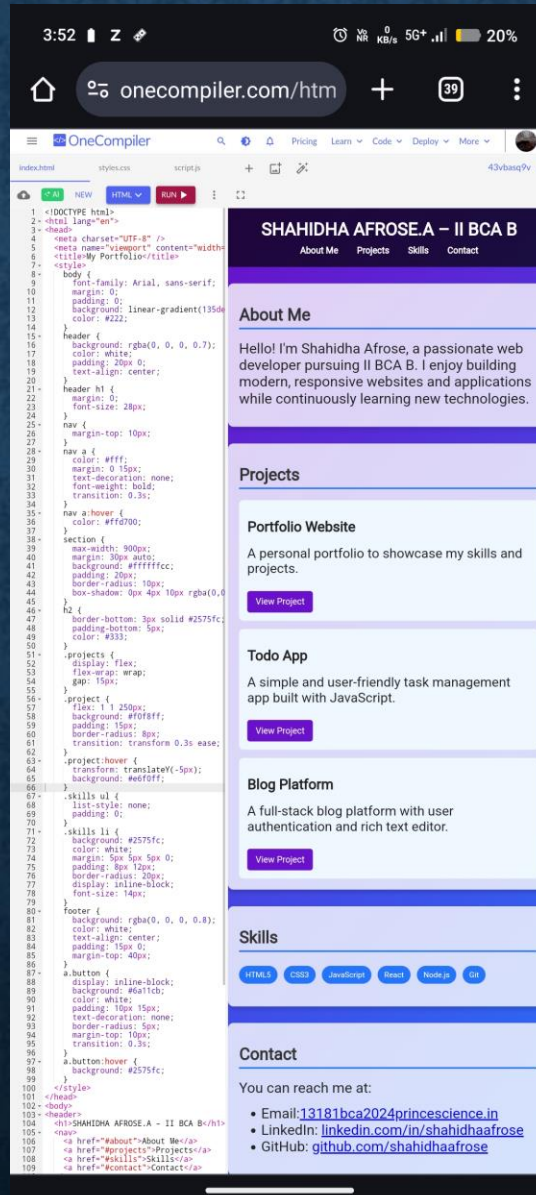 3:52 Z 0 KB/s 5G+ 20%
onecompiler.com/htm 39
OneCompiler Pricing Learn Code Deploy More
index.html styles.css script.js 43vbasq9v
AI NEW HTML RUN
1 <!DOCTYPE html>
2 <html lang="en">
3 <head>
4 <meta charset="UTF-8" />
5 <meta name="viewport" content="width=
6 <title>My Portfolio</title>
7 <style>
8 body {
9 font-family: Arial, sans-serif;
10 margin: 0;
11 padding: 0;
12 background: linear-gradient(135de
13 color: #222;
14 }
15 header {
16 background: rgba(0, 0, 0, 0.7);
17 color: white;
18 padding: 20px 0;
19 text-align: center;
20 }
21 header h1 {
22 margin: 0;
23 font-size: 28px;
24 }
25 nav {
26 margin-top: 10px;
27 }
28 nav a {
29 color: #fff;
30 margin: 0 15px;
31 text-decoration: none;
32 font-weight: bold;
33 transition: 0.3s;
34 }
35 nav a:hover {
36 color: #ffd700;
37 }
38 section {
39 max-width: 900px;
40 margin: 30px auto;
41 background: #ffffffcc;
42 padding: 20px;
43 border-radius: 10px;
44 box-shadow: 0px 4px 10px rgba(0,0
45 }
46 h2 {
47 border-bottom: 3px solid #2575fc;
48 padding-bottom: 5px;
49 color: #333;
50 }
51 .projects {
52 display: flex;
53 flex-wrap: wrap;
54 gap: 15px;
55 }
56 .project {
57 flex: 1 1 250px;
58 background: #f0f8ff;
59 padding: 15px;
60 border-radius: 8px;
61 transition: transform 0.3s ease;
62 }
63 .project:hover {
64 transform: translateY(-5px);
65 background: #e6f0ff;
66 }
67 .skills ul {
68 list-style: none;
69 padding: 0;
70 }
71 .skills li {
72 background: #2575fc;
73 color: white;
74 margin: 5px 5px 5px 0;
75 padding: 8px 12px;
76 border-radius: 20px;
77 display: inline-block;
78 font-size: 14px;
79 }
80 footer {
81 background: rgba(0, 0, 0, 0.8);
82 color: white;
83 text-align: center;
84 padding: 15px 0;
85 margin-top: 40px;
86 }
87 a.button {
88 display: inline-block;
89 background: #6a11cb;
90 color: white;
91 padding: 10px 15px;
92 text-decoration: none;
93 border-radius: 5px;
94 margin-top: 10px;
95 transition: 0.3s;
96 }
97 a.button:hover {
98 background: #2575fc;
99 }
100 </style>
101 </head>
102 <body>
103 <header>
104 <h1>SHAHIDHA AFROSE.A – II BCA B</h1>
105 <nav>
106 <a href="#about">About Me</a>
107 <a href="#projects">Projects</a>
108 <a href="#skills">Skills</a>
109 <a href="#contact">Contact</a>
SHAHIDHA AFROSE.A – II BCA B
About Me Projects Skills Contact
About Me
Hello! I'm Shahidha Afrose, a passionate web
developer pursuing II BCA B. I enjoy building
modern, responsive websites and applications
while continuously learning new technologies.
Projects
Portfolio Website
A personal portfolio to showcase my skills and
projects.
View Project
Todo App
A simple and user-friendly task management
app built with JavaScript.
View Project
Blog Platform
A full-stack blog platform with user
authentication and rich text editor.
View Project
Skills
HTML5 CSS3 JavaScript React Node.js Git
Contact
You can reach me at:
• Email:13181bca2024princescience.in
• LinkedIn: linkedin.com/in/shahidhaafrose
• GitHub: github.com/shahidhaafrose